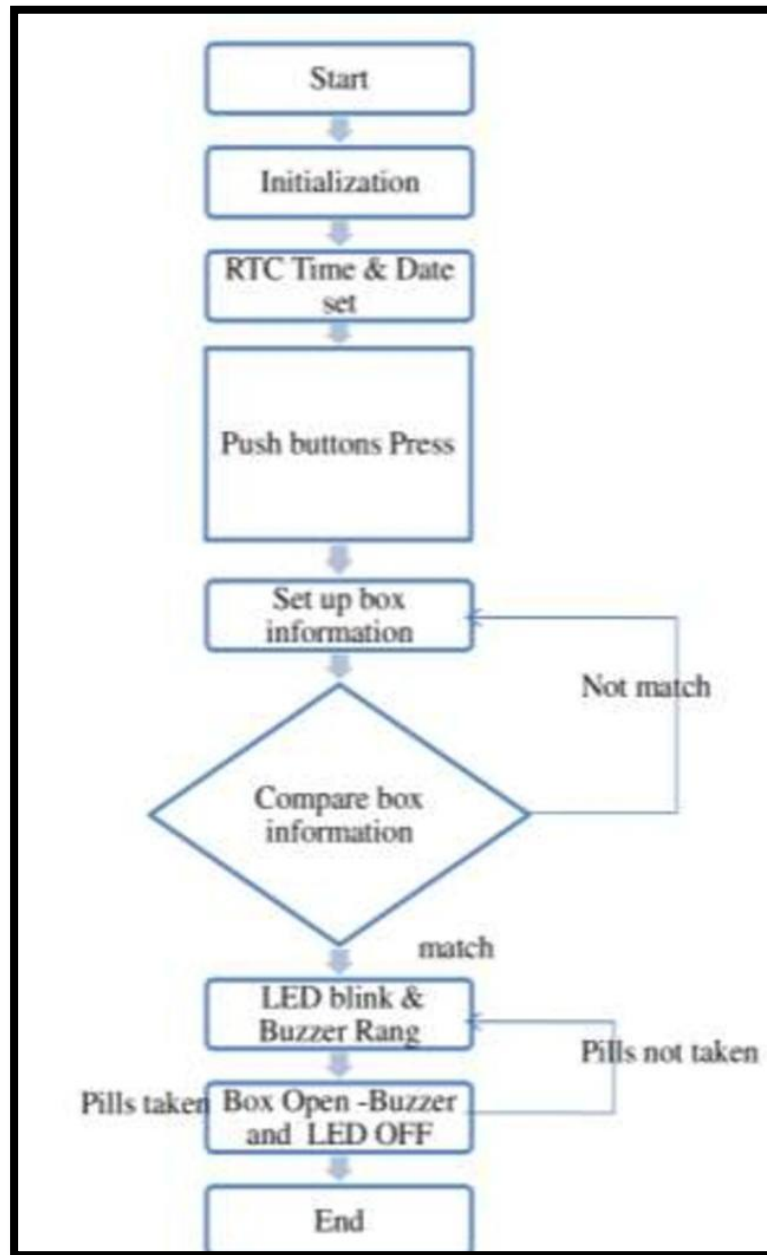 Start
Initialization
RTC Time & Date
set
Push buttons Press
Set up box
information
Not match
Compare box
information
match
LED blink &
Buzzer Rang
Pills not taken
Pills taken
Box Open -Buzzer
and LED OFF
End